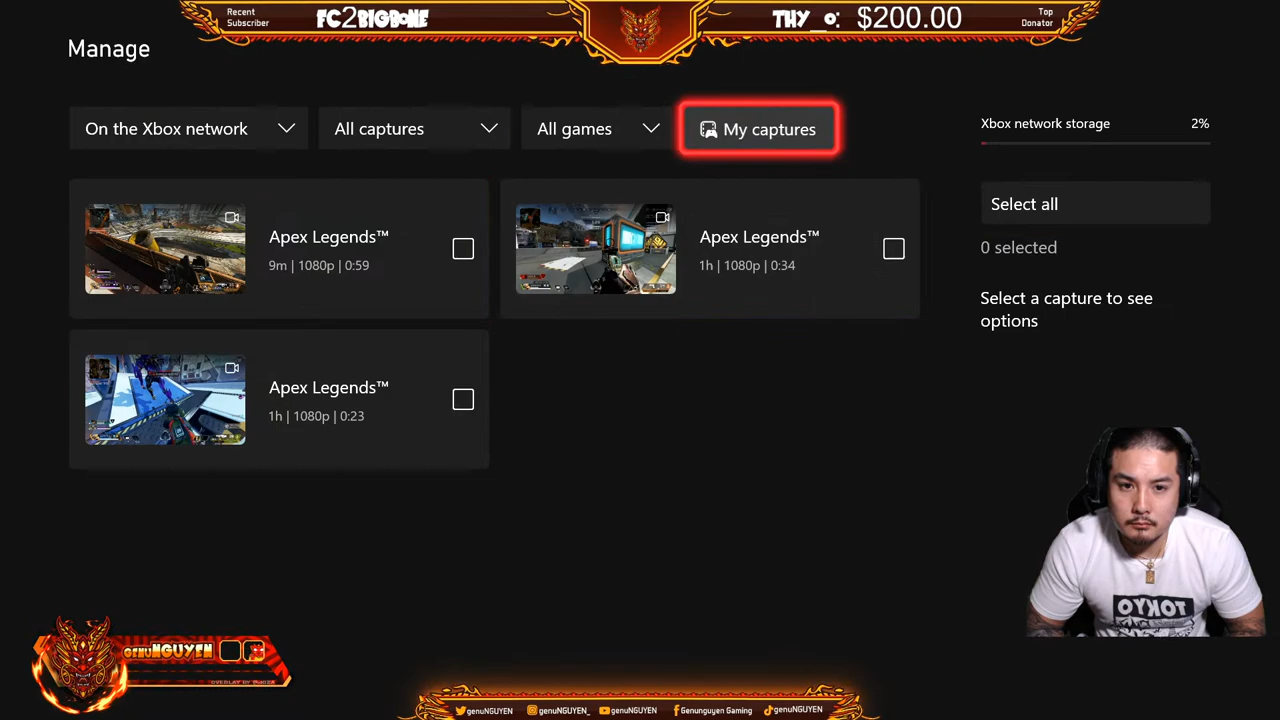 Recent
Subscriber
FC2BIGBONE
THY_O: $200.00
Top
Donator
Manage
On the Xbox network
All captures
All games
My captures
Xbox network storage
2%
Apex Legends™
9m | 1080p | 0:59
Apex Legends™
1h | 1080p | 0:34
Select all
0 selected
Select a capture to see
options
Apex Legends™
1h | 1080p | 0:23
TOKYO
genuNGUYEN
genuNGUYEN
genuNGUYEN_
genuNGUYEN
Genunguyen Gaming
genuNGUYEN